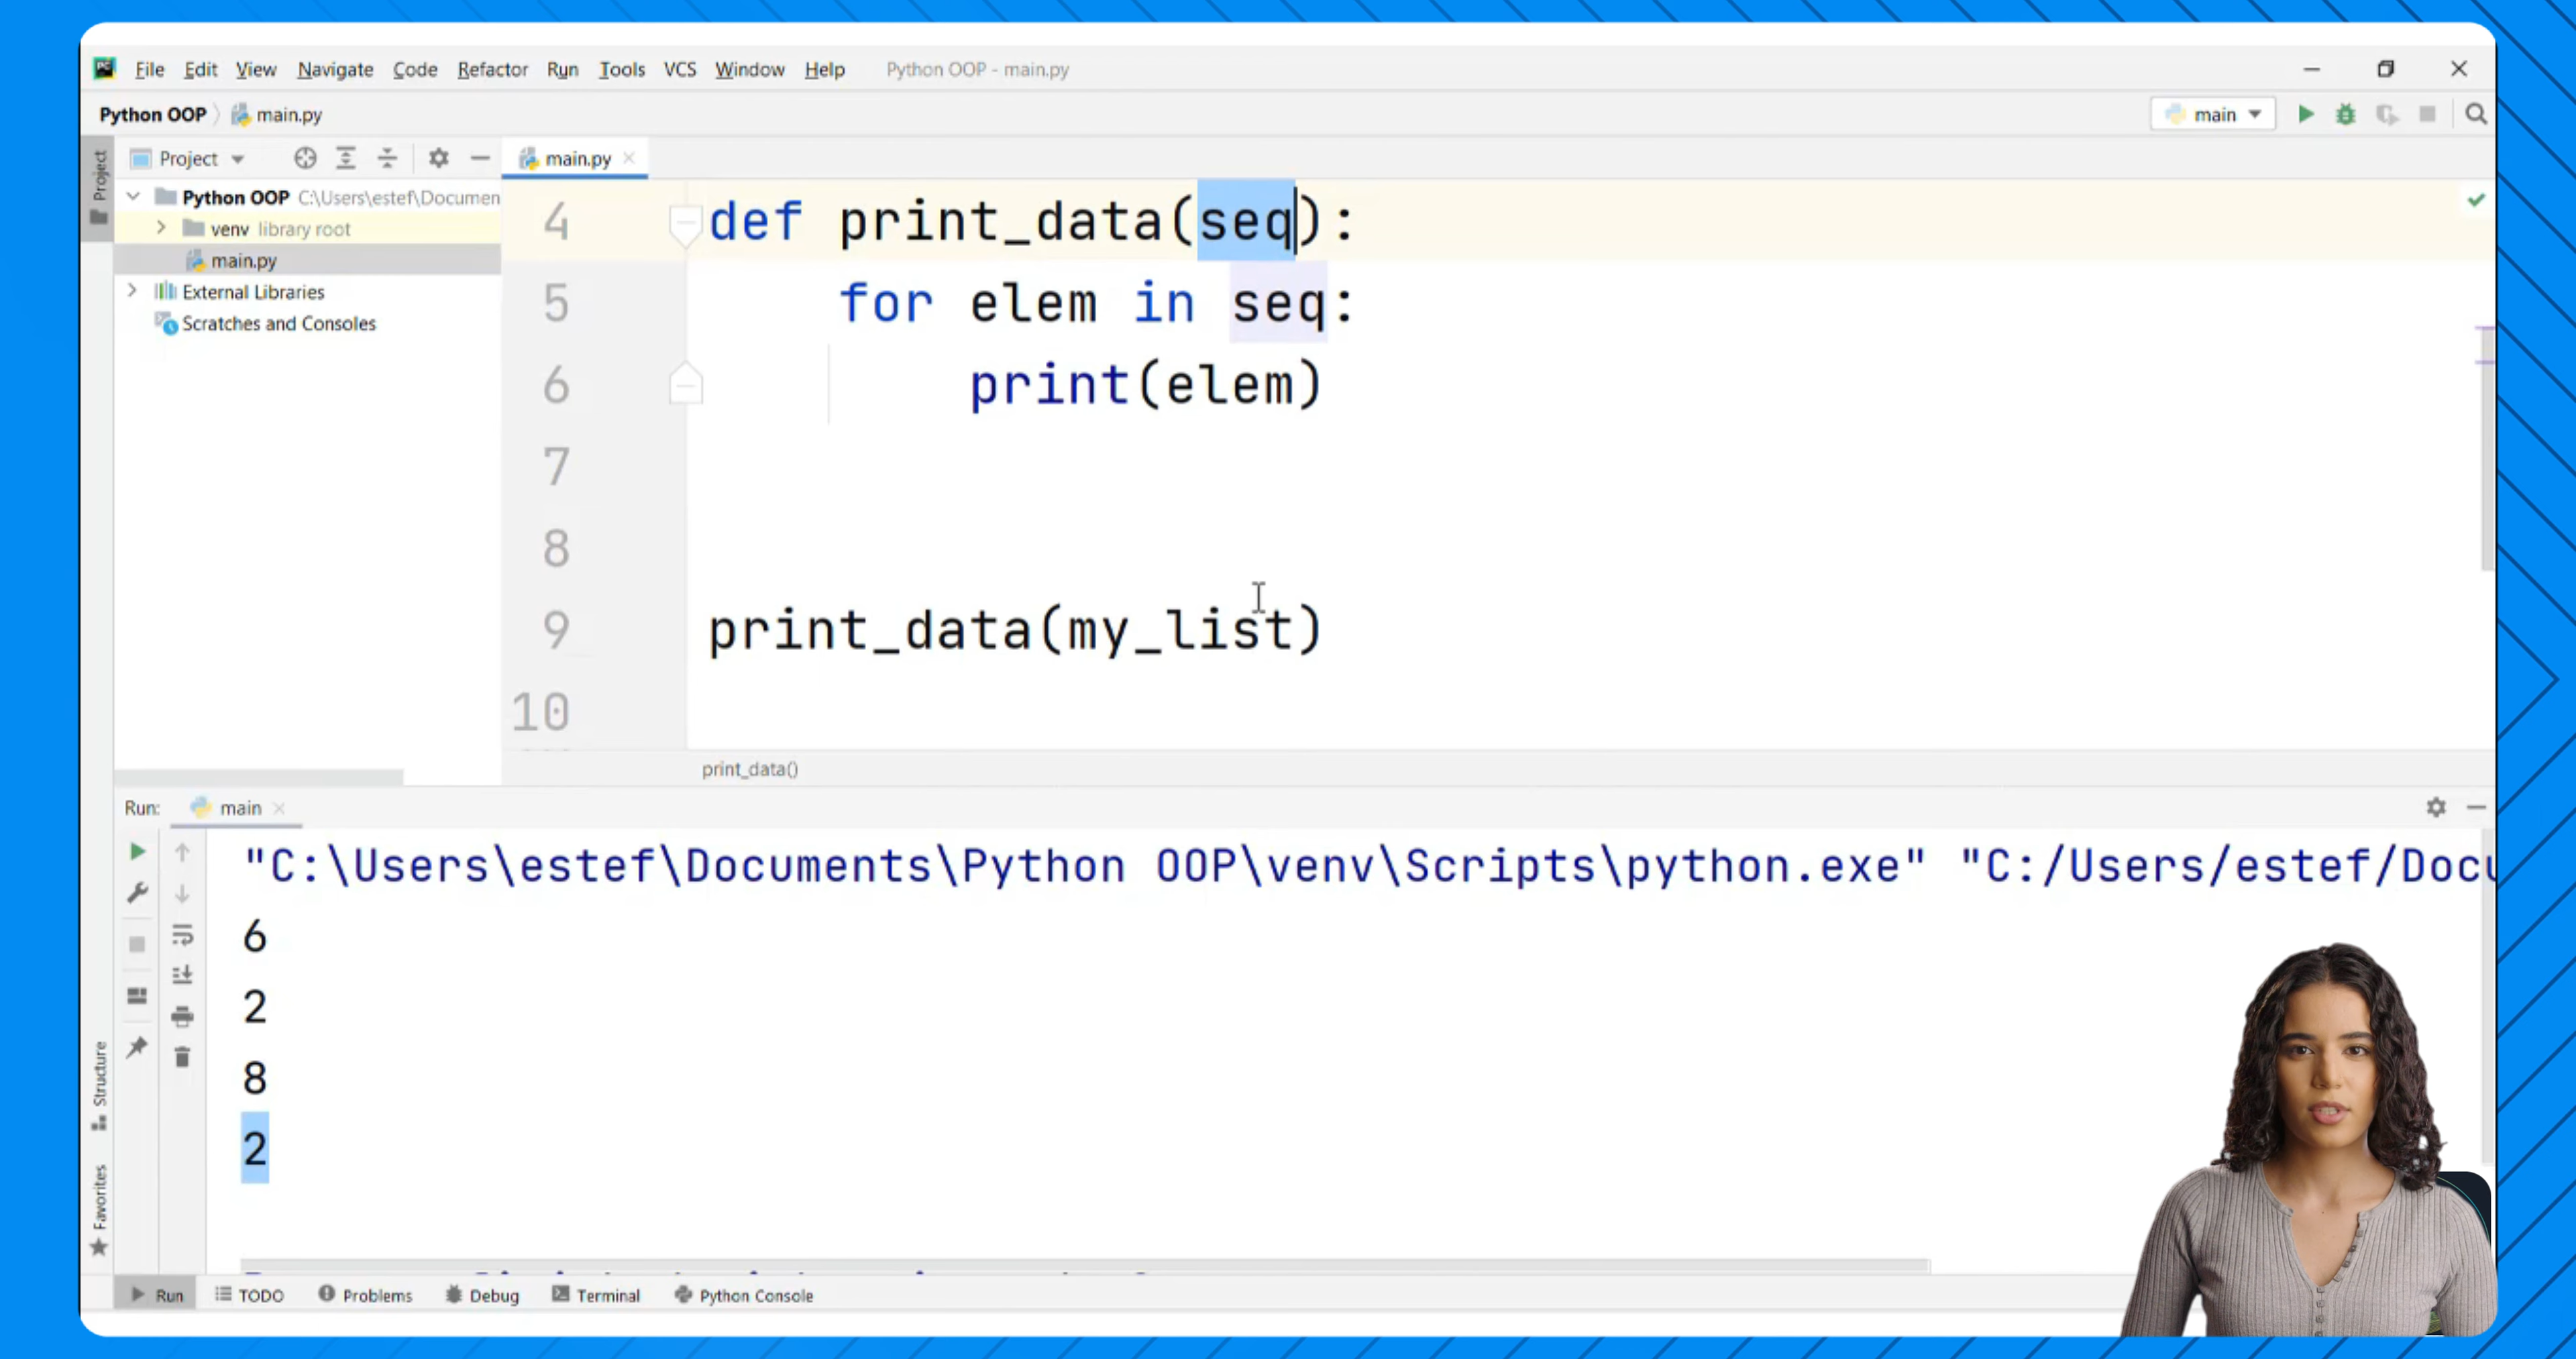 File Edit View Navigate Code Refactor Run Tools VCS Window Help Python OOP - main.py
Python OOP main.py main
Project main.py
Project
Python OOP C:\Users\estef\Documen
venv library root
main.py
External Libraries
Scratches and Consoles
4 def print_data(seq):
5 for elem in seq:
6 print(elem)
7
8
9 print_data(my_list)
10
print_data()
Run: main
"C:\Users\estef\Documents\Python OOP\venv\Scripts\python.exe" "C:/Users/estef/Docu
6
2
8
2
Structure
Favorites
Run TODO Problems Debug Terminal Python Console